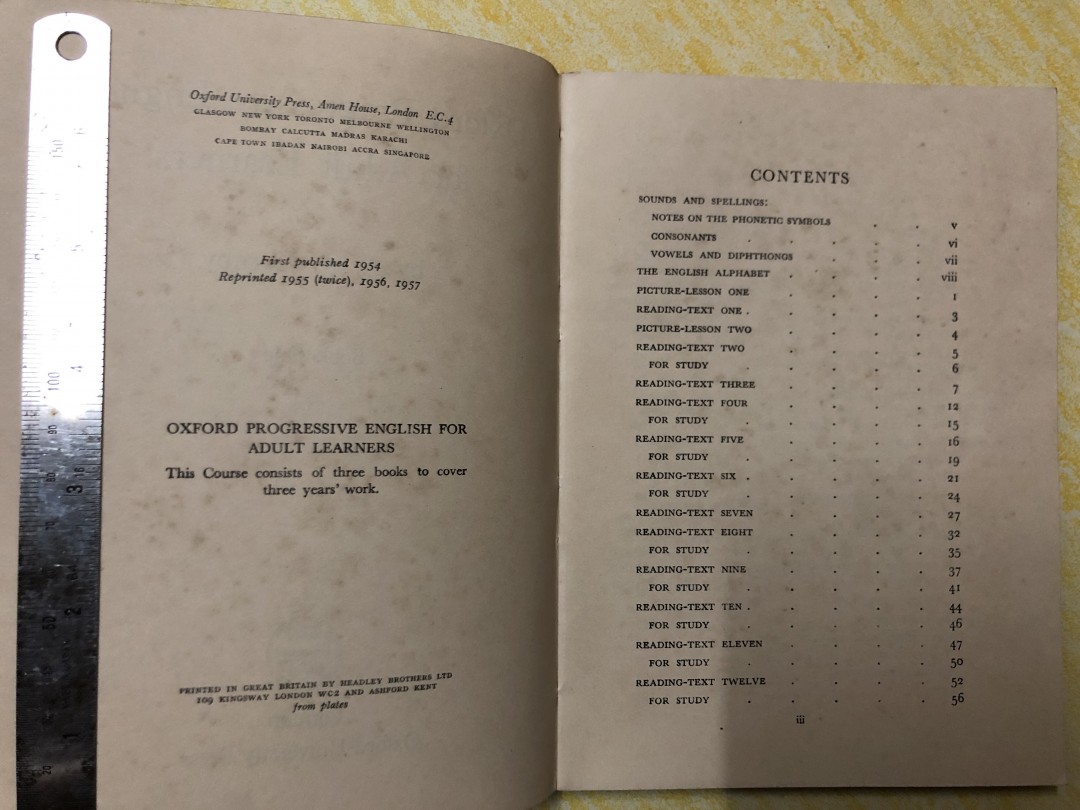 Oxford University Press, Amen House, London E.C.4
GLASGOW NEW YORK TORONTO MELBOURNE WELLINGTON
BOMBAY CALCUTTA MADRAS KARACHI
CAPE TOWN IBADAN NAIROBI ACCRA SINGAPORE
First published 1954
Reprinted 1955 (twice), 1956, 1957
OXFORD PROGRESSIVE ENGLISH FOR
ADULT LEARNERS
This Course consists of three books to cover
three years' work.
PRINTED IN GREAT BRITAIN BY HEADLEY BROTHERS LTD
109 KINGSWAY LONDON WC2 AND ASHFORD KENT
from plates
CONTENTS
SOUNDS AND SPELLINGS:
NOTES ON THE PHONETIC SYMBOLS . . v
CONSONANTS . . . . . vi
VOWELS AND DIPHTHONGS . . . vii
THE ENGLISH ALPHABET . . . . viii
PICTURE-LESSON ONE . . . . 1
READING-TEXT ONE . . . . . 3
PICTURE-LESSON TWO . . . . 4
READING-TEXT TWO . . . . 5
FOR STUDY . . . . . 6
READING-TEXT THREE . . . . 7
READING-TEXT FOUR . . . . 12
FOR STUDY . . . . . 15
READING-TEXT FIVE . . . . 16
FOR STUDY . . . . . 19
READING-TEXT SIX . . . . . 21
FOR STUDY . . . . . 24
READING-TEXT SEVEN . . . . 27
READING-TEXT EIGHT . . . . 32
FOR STUDY . . . . . 35
READING-TEXT NINE . . . . 37
FOR STUDY . . . . . 41
READING-TEXT TEN . . . . . 44
FOR STUDY . . . . . 46
READING-TEXT ELEVEN . . . . 47
FOR STUDY . . . . . 50
READING-TEXT TWELVE . . . . 52
FOR STUDY . . . . . 56
iii